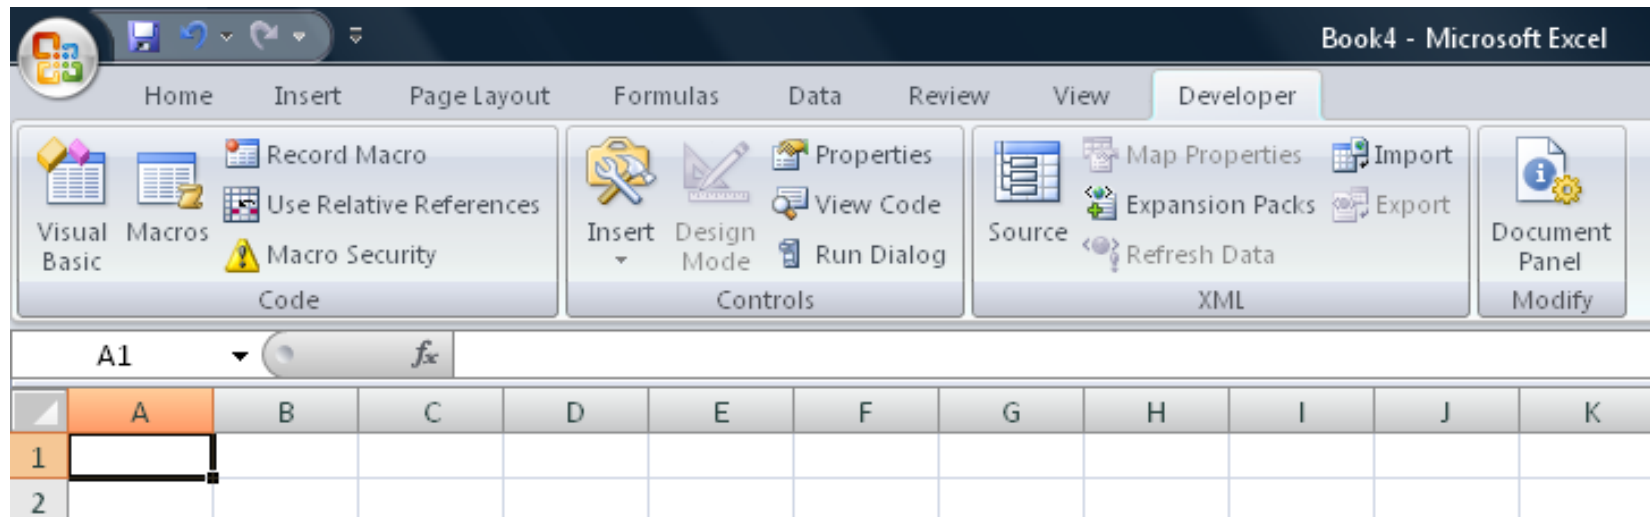 Book4 - Microsoft Excel
Home Insert Page Layout Formulas Data Review View Developer
Visual Basic
Macros
Record Macro
Use Relative References
Macro Security
Code
Insert
Design Mode
Properties
View Code
Run Dialog
Controls
Source
Map Properties
Expansion Packs
Refresh Data
Import
Export
XML
Document Panel
Modify
A1 fx
A B C D E F G H I J K
1
2